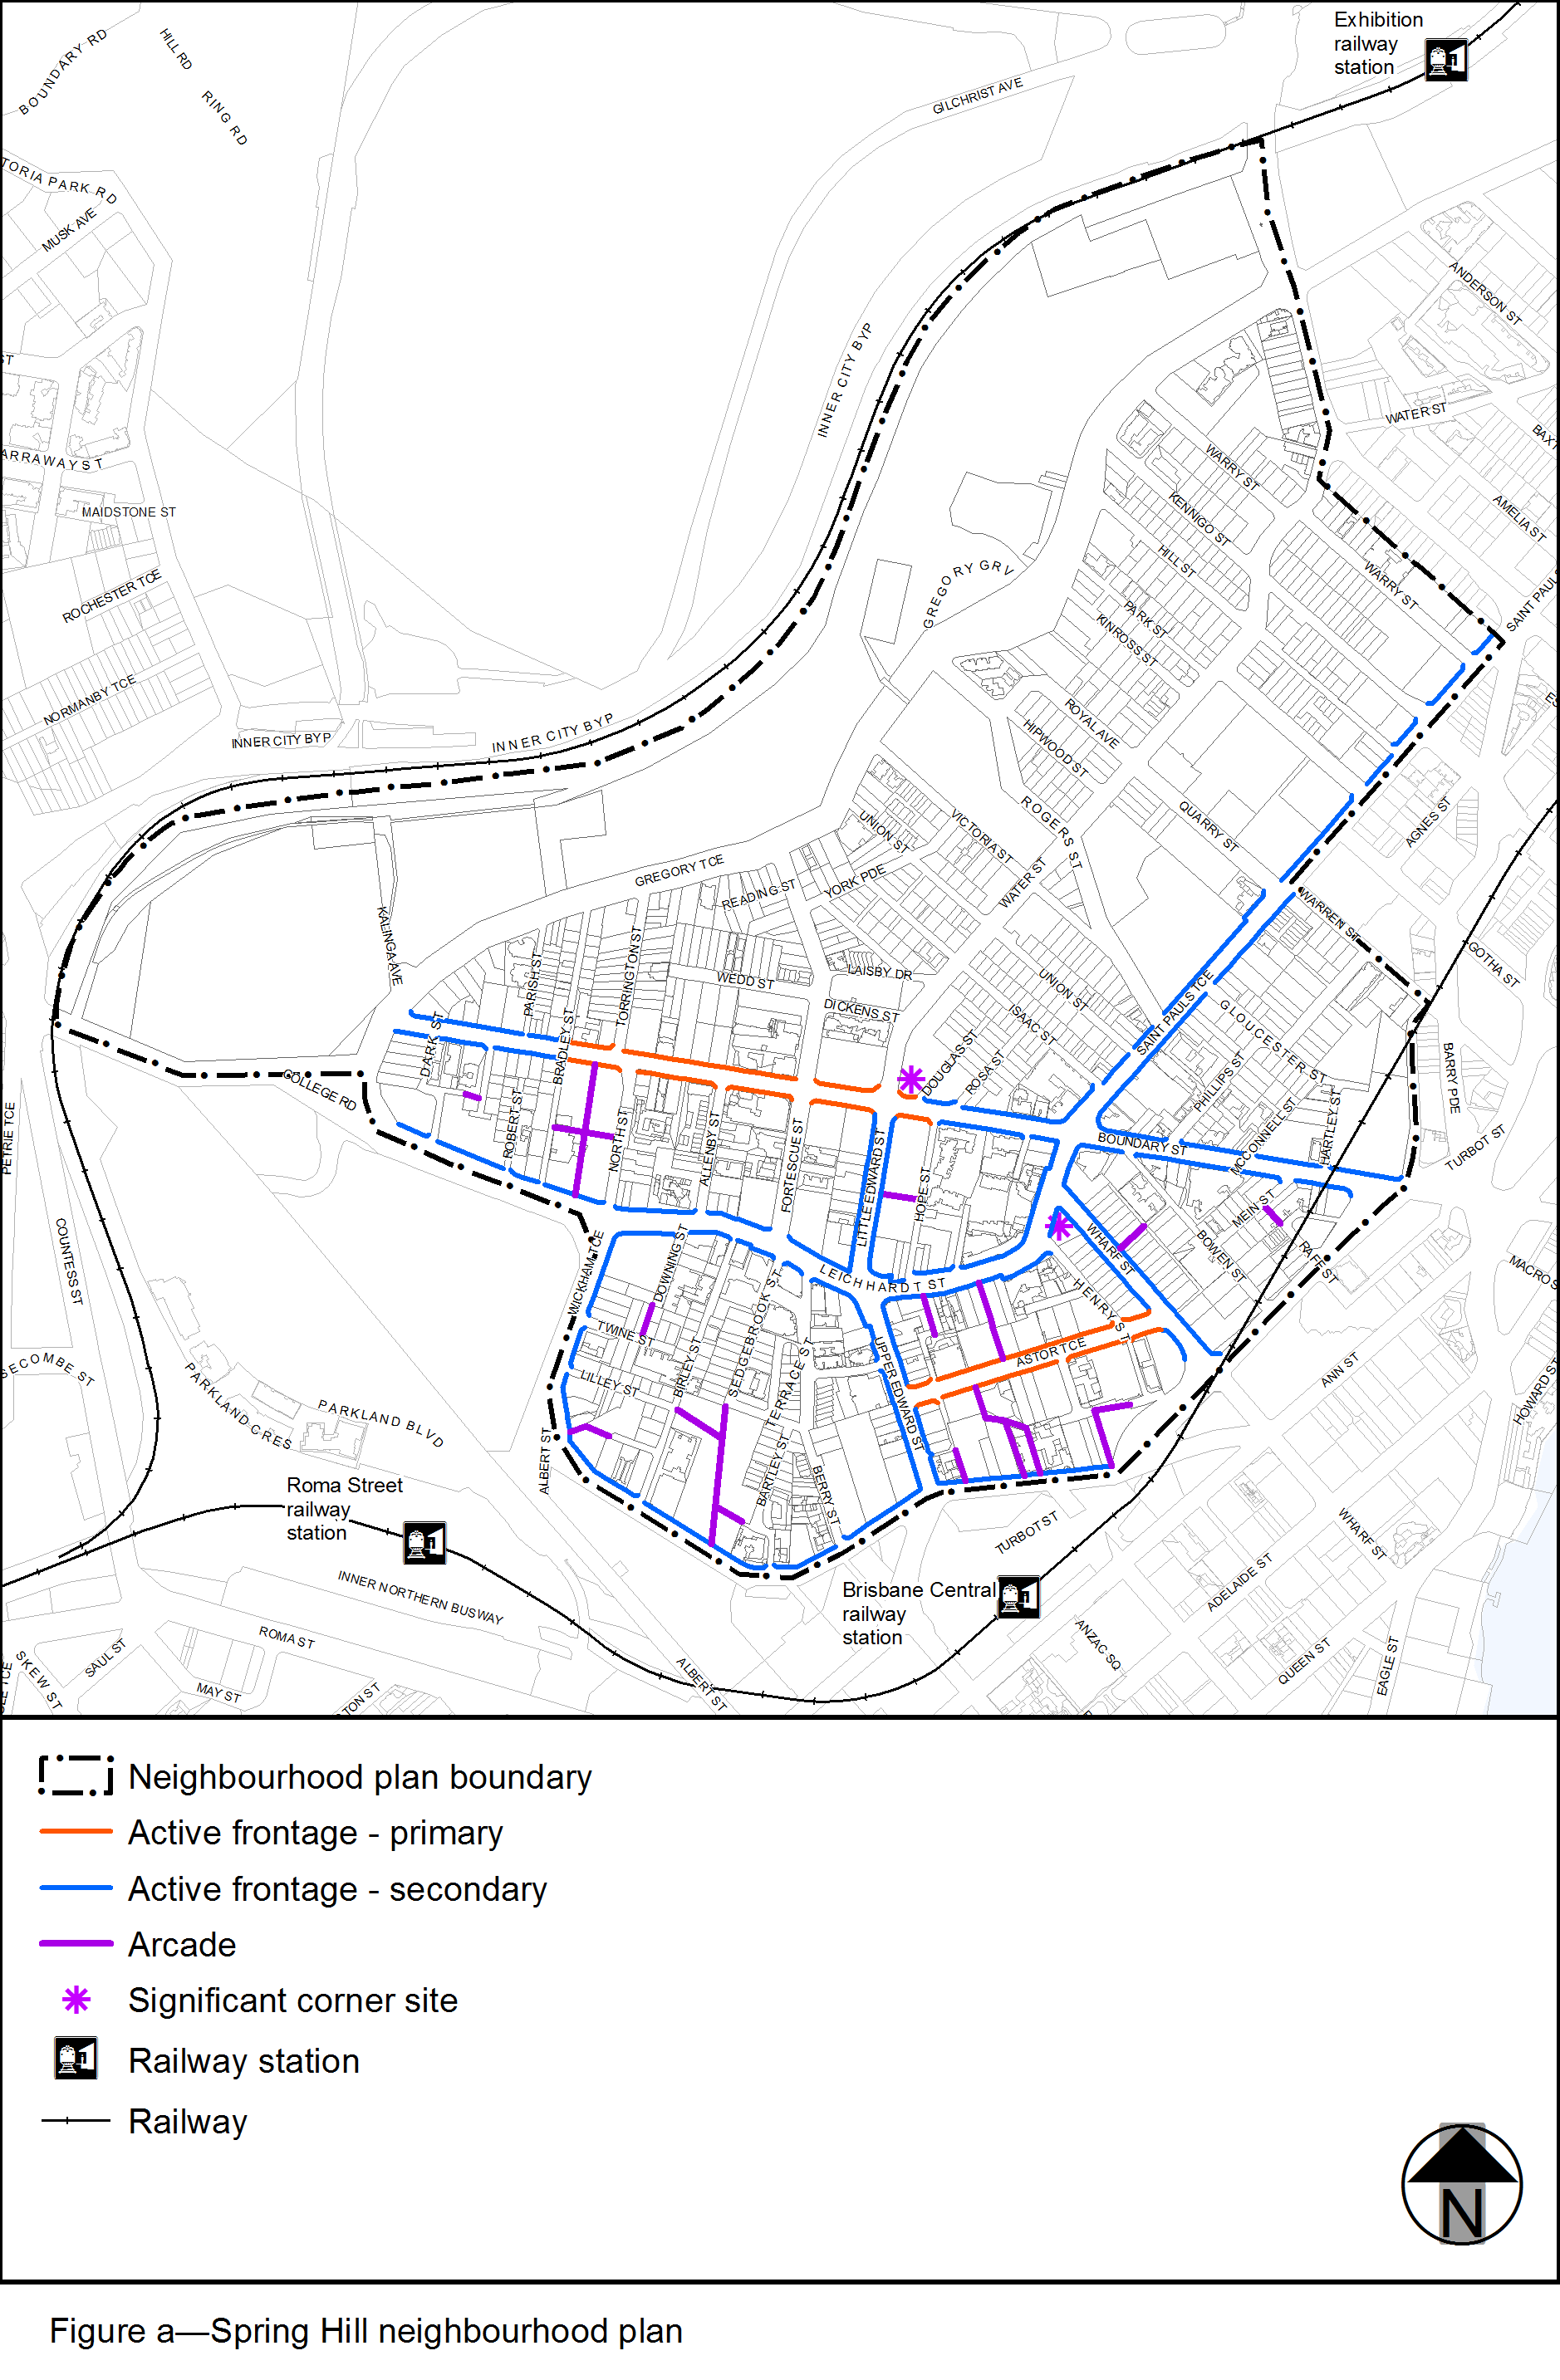 Exhibition
railway
station
BOUNDARY RD
HILL RD
RING RD
GILCHRIST AVE
TORIA PARK RD
MUSK AVE
ANDERSON ST
INNER CITY BYP
ST
WATER ST
BAXT
ARRAWAY ST
WARRY ST
MAIDSTONE ST
KENNIGO ST
AMELIA ST
HILL ST
GREGORY GRV
WARRY ST
ROCHESTER TCE
PARK ST
KINROSS ST
SAINT PAULS
NORMANBY TCE
ROYAL AVE
HIPWOOD ST
ES
INNER CITY BYP
INNER CITY BYP
UNION ST
VICTORIA ST
ROGERS ST
QUARRY ST
AGNES ST
GREGORY TCE
READING ST
YORK PDE
WATER ST
WARREN ST
KALINGA AVE
PARISH ST
TORRINGTON ST
WEDD ST
LAISBY DR
UNION ST
GOTHA ST
DICKENS ST
ISAAC ST
SAINT PAULS TCE
GLOUCESTER ST
DARK ST
BRADLEY ST
DOUGLAS ST
ROSA ST
PHILLIPS ST
BARRY PDE
COLLEGE RD
PETRIE TCE
ROBERT ST
NORTH ST
ALLENBY ST
FORTESCUE ST
LITTLE EDWARD ST
HOPE ST
BOUNDARY ST
MCCONNELL ST
HARTLEY ST
TURBOT ST
COUNTESS ST
WICKHAM TCE
DOWNING ST
LEICHHARDT ST
WHARF ST
MEIN ST
BOWEN ST
RAFF ST
MACROS
SECOMBE ST
TWINE ST
SEDGEBROOK ST
HENRY ST
ASTOR TCE
PARKLAND CRES
PARKLAND BLVD
LILLEY ST
BIRLEY ST
TERRACE ST
UPPER EDWARD ST
ANN ST
HOWARD ST
ALBERT ST
BARTLEY ST
BERRY ST
Roma Street
railway
station
TURBOT ST
WHARF ST
INNER NORTHERN BUSWAY
Brisbane Central
railway
station
ADELAIDE ST
ROMA ST
ANZAC SQ
QUEEN ST
EAGLE ST
SAUL ST
SKEW ST
MAY ST
TON ST
ALBERT ST
LE TCE
Neighbourhood plan boundary
Active frontage - primary
Active frontage - secondary
Arcade
Significant corner site
Railway station
Railway
N
Figure a—Spring Hill neighbourhood plan